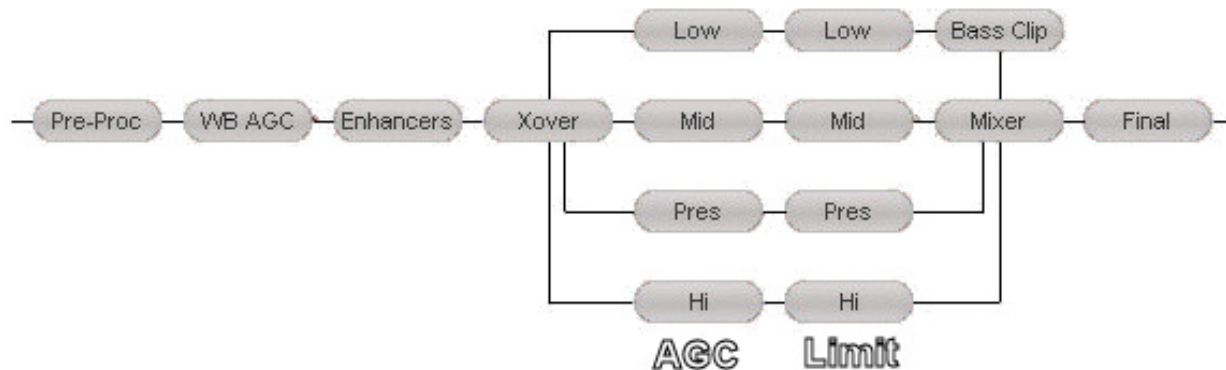 Low Low Bass Clip
Pre-Proc WB AGC Enhancers Xover Mid Mid Mixer Final
Pres Pres
Hi Hi
AGC Limit